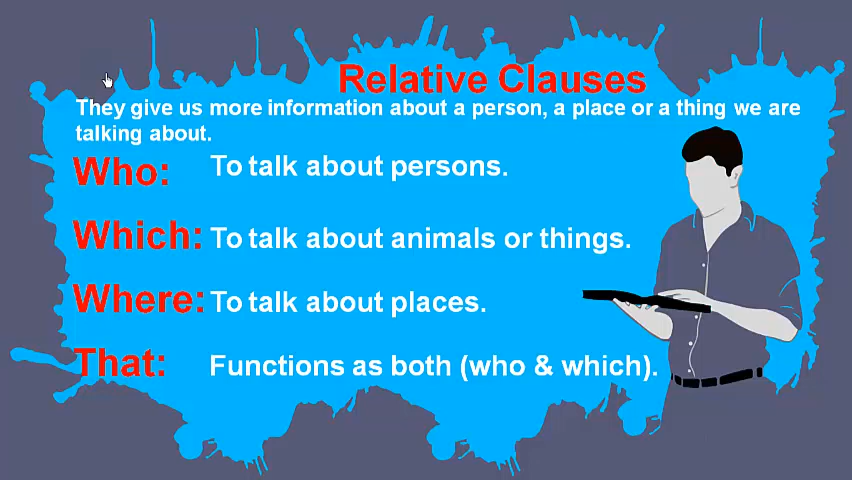 Relative Clauses
They give us more information about a person, a place or a thing we are
talking about.
Who: To talk about persons.
Which: To talk about animals or things.
Where: To talk about places.
That: Functions as both (who & which).